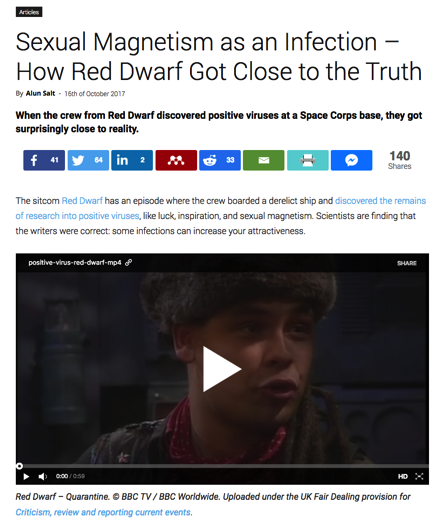 Articles
Sexual Magnetism as an Infection –
How Red Dwarf Got Close to the Truth
By Alun Salt - 16th of October 2017
When the crew from Red Dwarf discovered positive viruses at a Space Corps base, they got
surprisingly close to reality.
41 64 2 33 140
Shares
The sitcom Red Dwarf has an episode where the crew boarded a derelict ship and discovered the remains
of research into positive viruses, like luck, inspiration, and sexual magnetism. Scientists are finding that
the writers were correct: some infections can increase your attractiveness.
positive-virus-red-dwarf-mp4 SHARE
0:00 / 0:59 HD
Red Dwarf – Quarantine. © BBC TV / BBC Worldwide. Uploaded under the UK Fair Dealing provision for
Criticism, review and reporting current events.